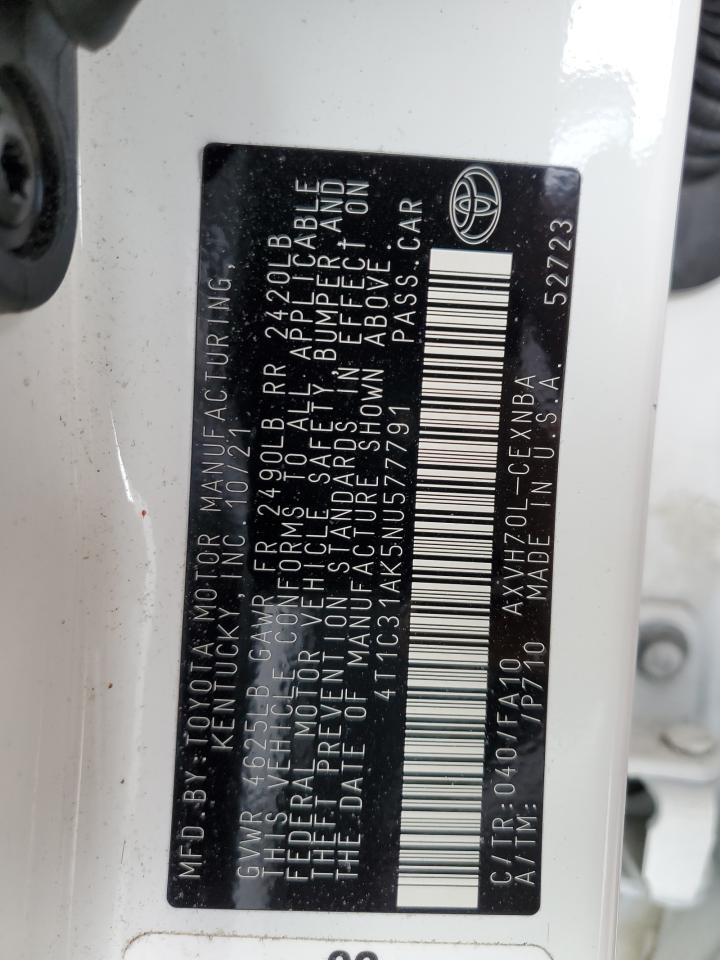 MFD.BY:TOYOTA MOTOR MANUFACTURING,
KENTUCKY,INC 10/21
GVWR 4625LB GAWR FR 2490LB RR 2420LB
THIS VEHICLE CONFORMS TO ALL APPLICABLE
FEDERAL MOTOR VEHICLE SAFETY,BUMPER,AND
THEFT PREVENTION STANDARDS IN EFFECT ON
THE DATE OF MANUFACTURE SHOWN ABOVE.
4T1C31AK5NU577791 PASS.CAR
C/TR:040/FA10 AXVH70L-CEXNBA
A/TM: /P710 MADE IN U.S.A. 52723